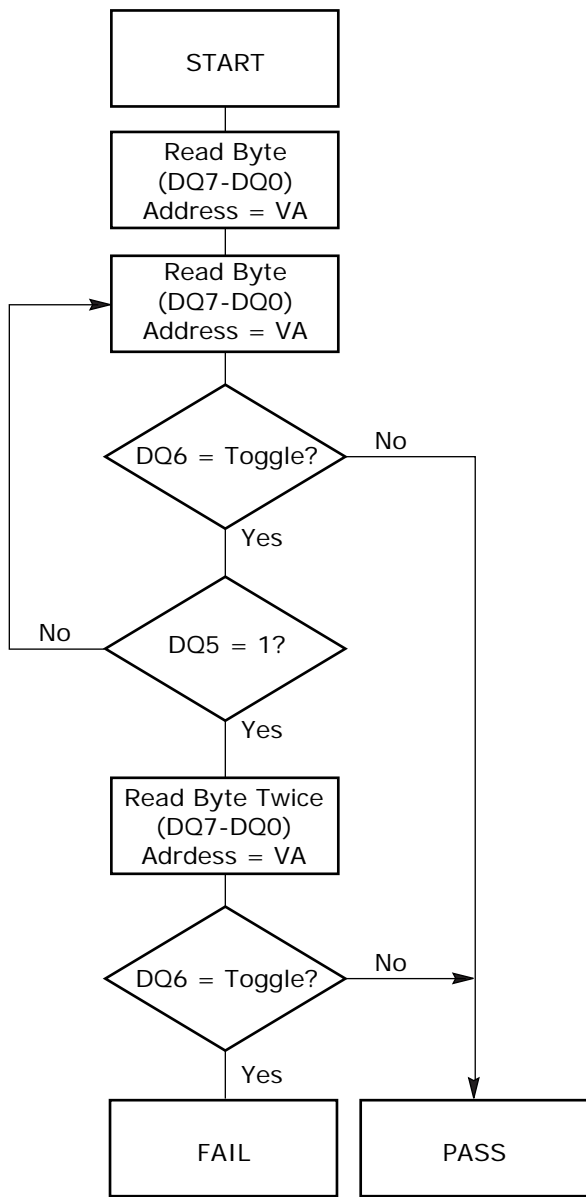 START
Read Byte
(DQ7-DQ0)
Address = VA
Read Byte
(DQ7-DQ0)
Address = VA
DQ6 = Toggle?
No
Yes
No
DQ5 = 1?
Yes
Read Byte Twice
(DQ7-DQ0)
Adrdess = VA
DQ6 = Toggle?
No
Yes
FAIL
PASS